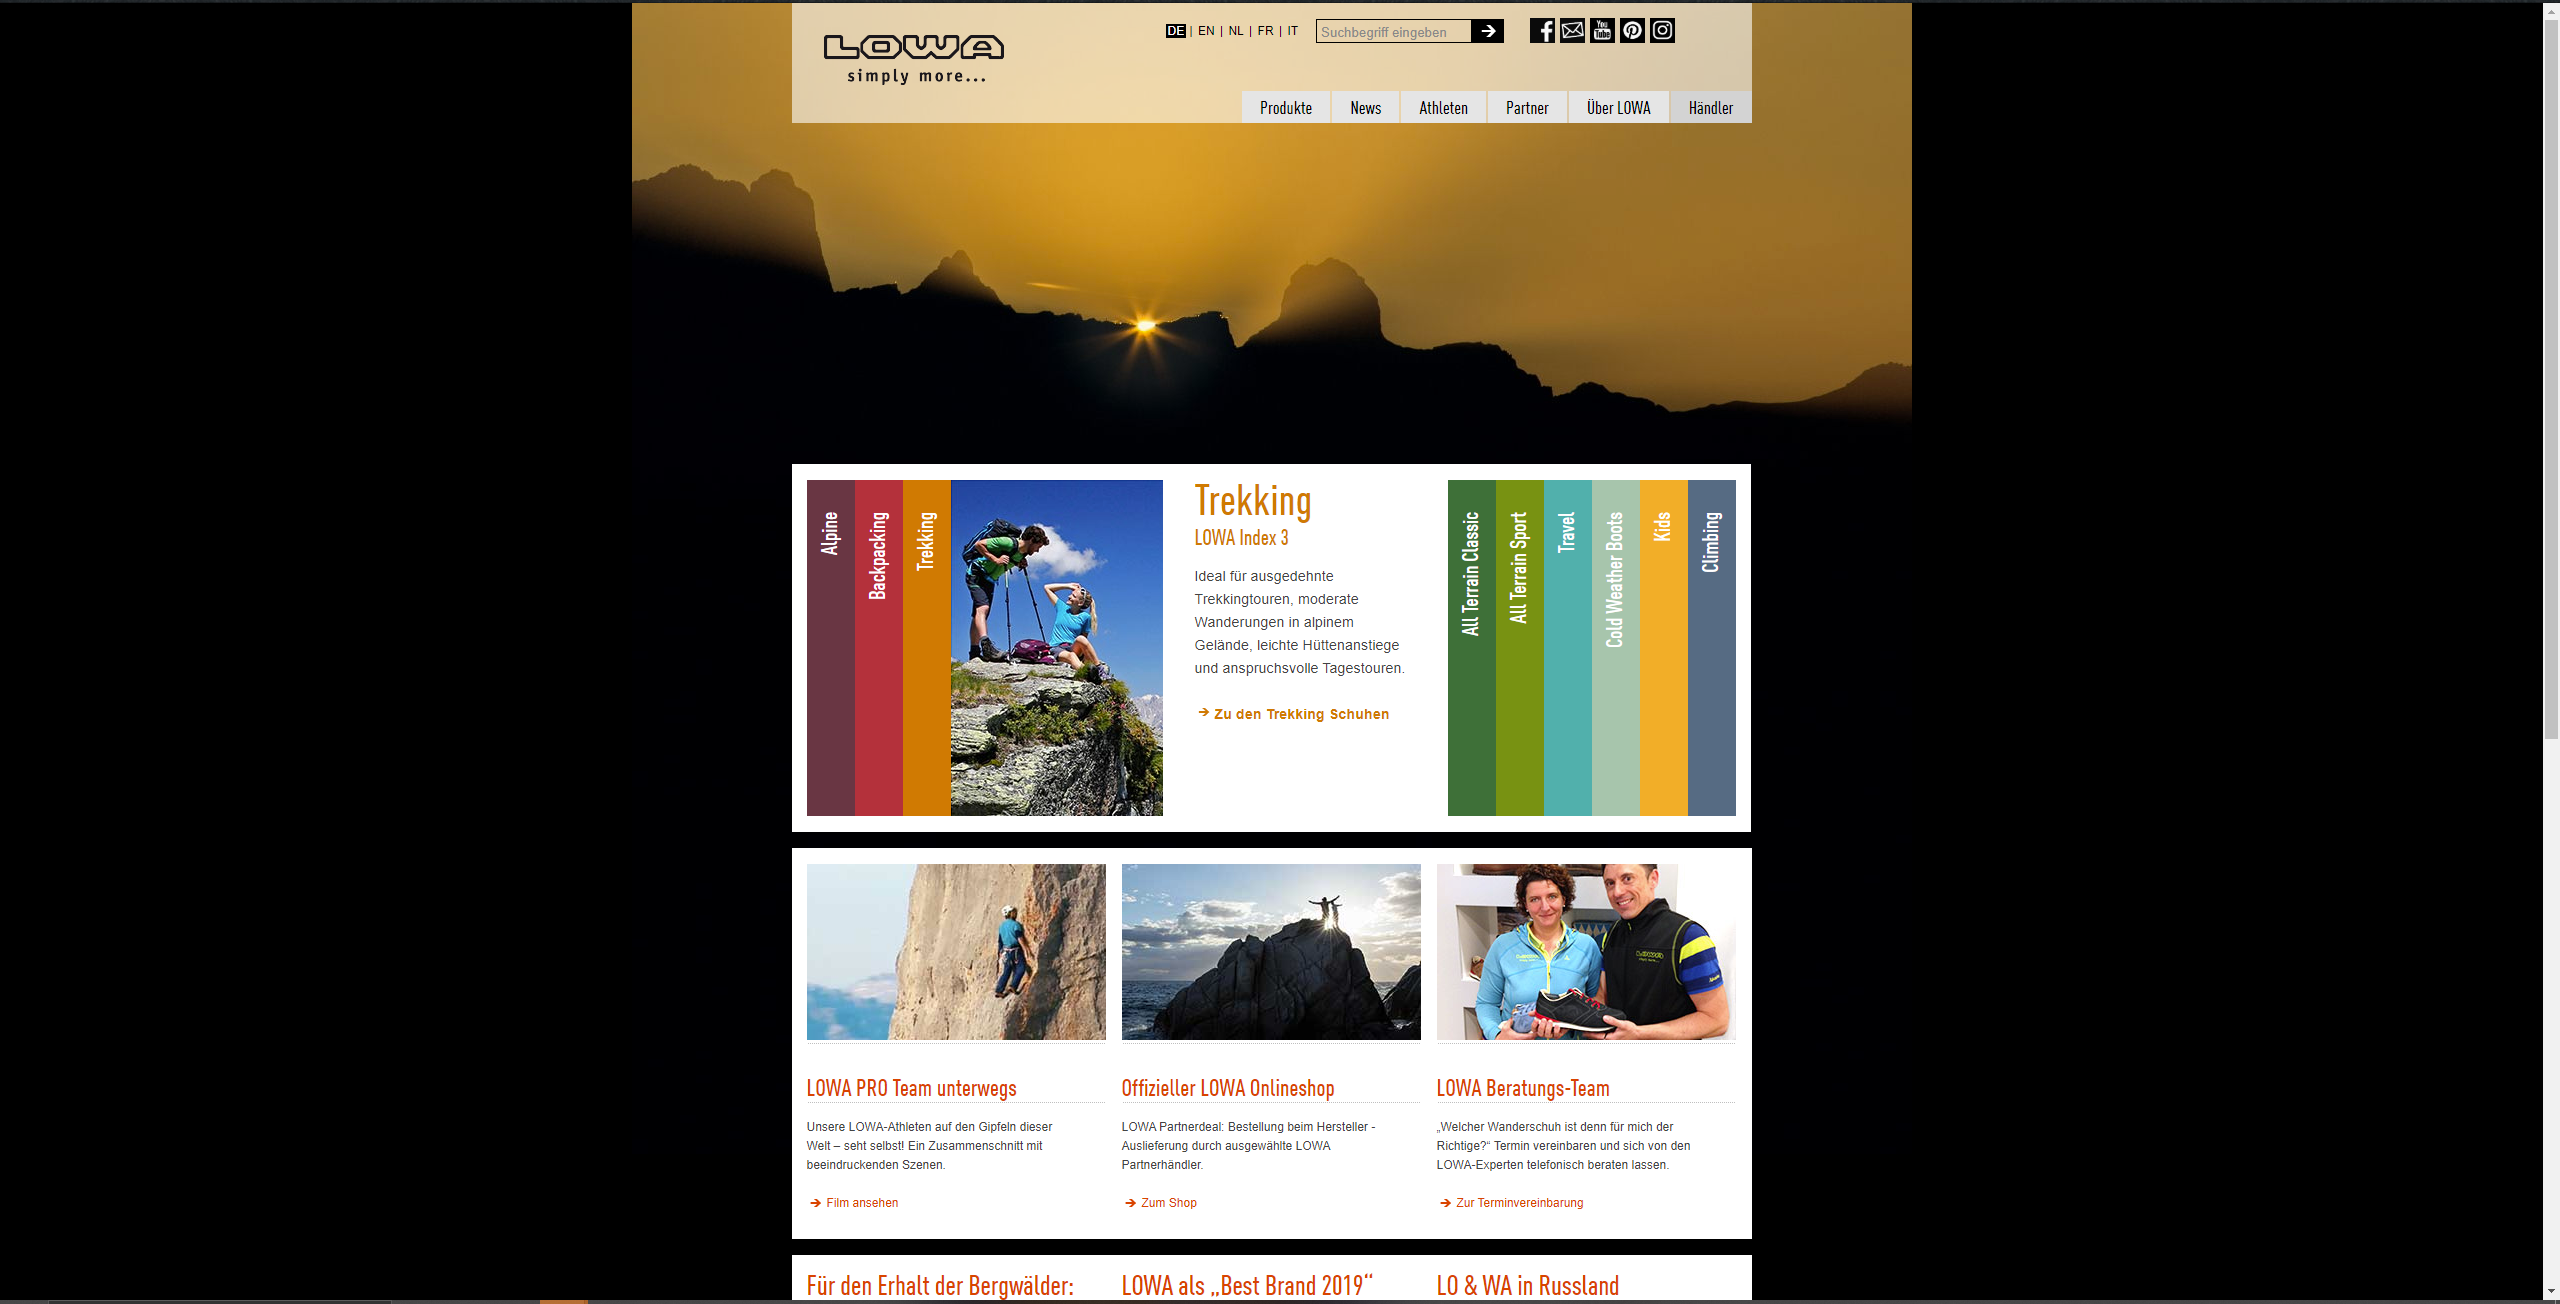 LOWA
simply more...
DE | EN | NL | FR | IT
Suchbegriff eingeben
You
Tube
Produkte
News
Athleten
Partner
Über LOWA
Händler
Alpine
Backpacking
Trekking
Trekking
LOWA Index 3
Ideal für ausgedehnte
Trekkingtouren, moderate
Wanderungen in alpinem
Gelände, leichte Hüttenanstiege
und anspruchsvolle Tagestouren.
Zu den Trekking Schuhen
All Terrain Classic
All Terrain Sport
Travel
Cold Weather Boots
Kids
Climbing
LOWA
LOWA PRO Team unterwegs
Unsere LOWA-Athleten auf den Gipfeln dieser
Welt – seht selbst! Ein Zusammenschnitt mit
beeindruckenden Szenen.
Film ansehen
Offizieller LOWA Onlineshop
LOWA Partnerdeal: Bestellung beim Hersteller -
Auslieferung durch ausgewählte LOWA
Partnerhändler.
Zum Shop
LOWA Beratungs-Team
„Welcher Wanderschuh ist denn für mich der
Richtige?“ Termin vereinbaren und sich von den
LOWA-Experten telefonisch beraten lassen.
Zur Terminvereinbarung
Für den Erhalt der Bergwälder:
LOWA als „Best Brand 2019“
LO & WA in Russland